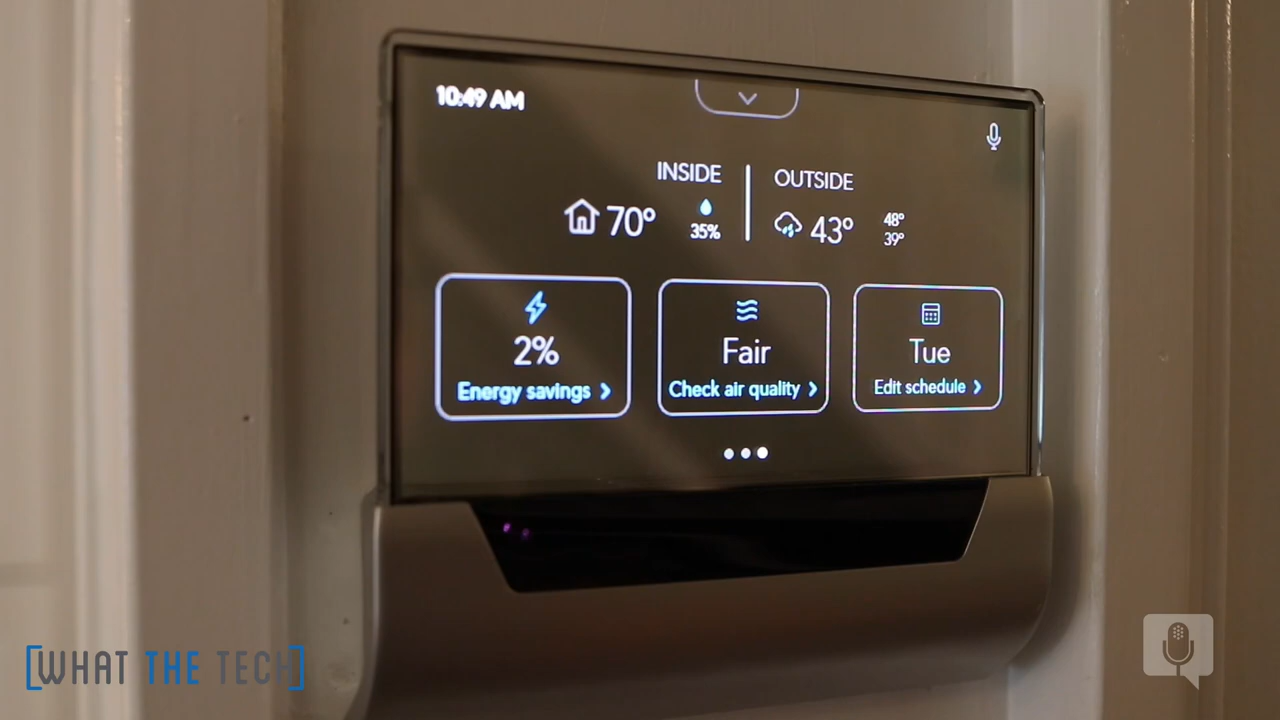 10:49 AM
INSIDE
OUTSIDE
70°
35%
43°
48°
39°
2%
Energy savings >
Fair
Check air quality >
Tue
Edit schedule >
[WHAT THE TECH]